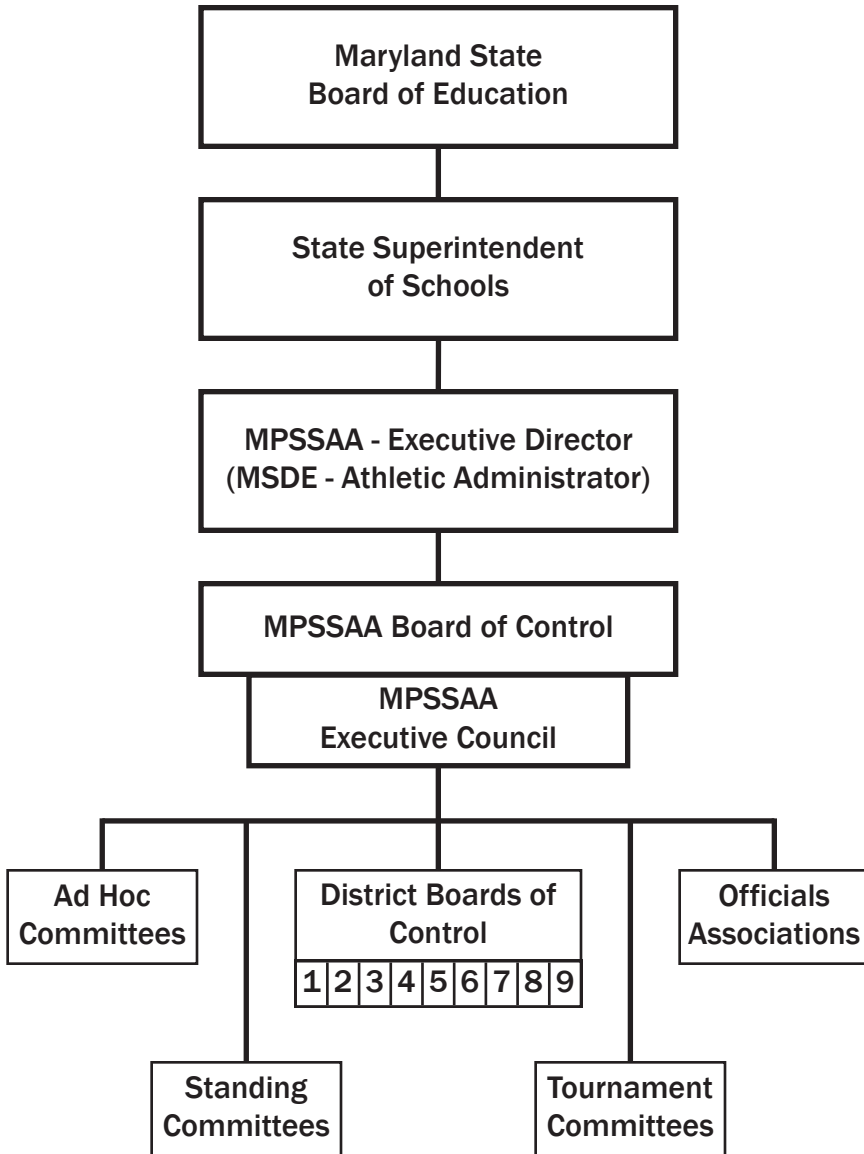 Maryland State
Board of Education
State Superintendent
of Schools
MPSSAA - Executive Director
(MSDE - Athletic Administrator)
MPSSAA Board of Control
MPSSAA
Executive Council
Ad Hoc
Committees
District Boards of
Control
1 2 3 4 5 6 7 8 9
Officials
Associations
Standing
Committees
Tournament
Committees